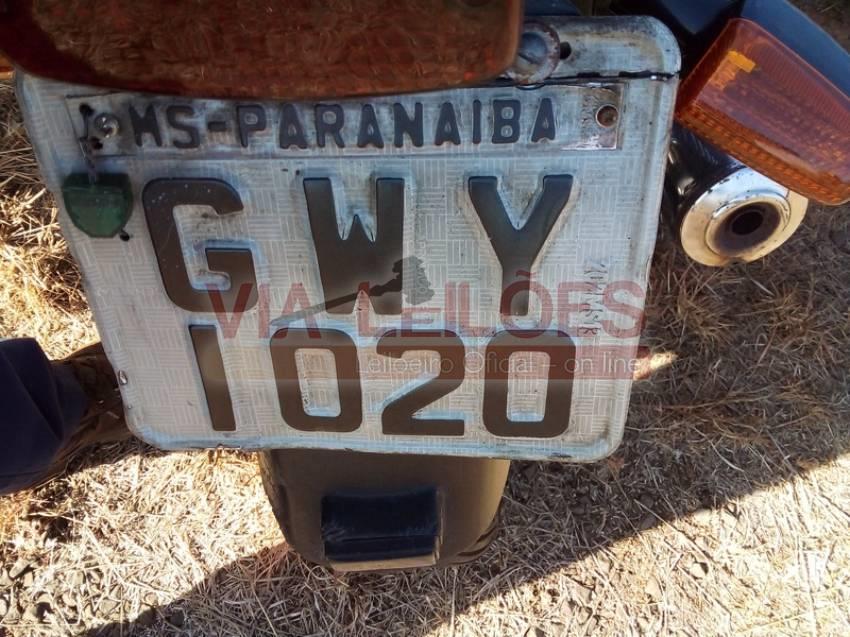 MS-PARANAIBA
GWY
VIA LEILÕES
1020
Leiloeiro Oficial - on line